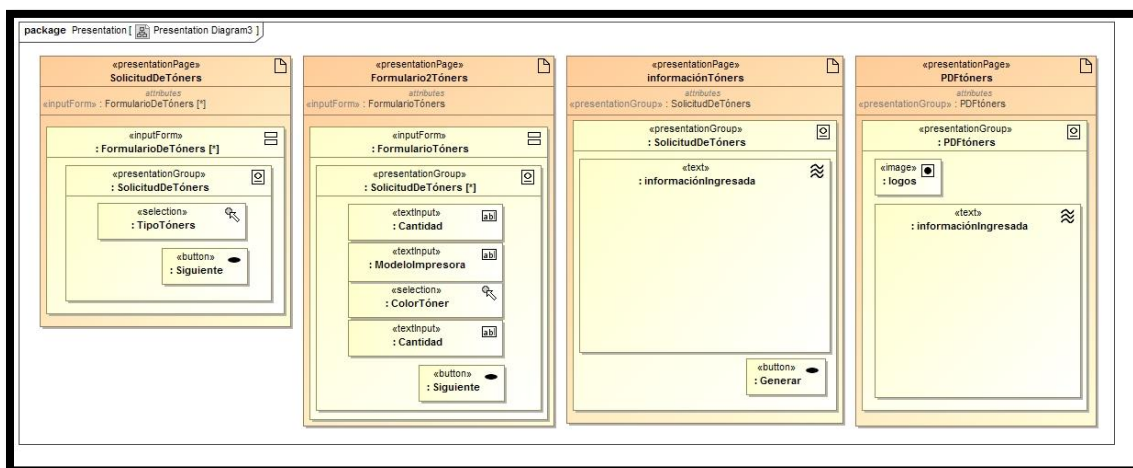 package Presentation [ Presentation Diagram3 ]
«presentationPage»
SolicitudDeTóners
attributes
«inputForm» : FormularioDeTóners [*]
«inputForm»
: FormularioDeTóners [*]
«presentationGroup»
: SolicitudDeTóners
«selection»
: TipoTóners
«button»
: Siguiente
«presentationPage»
Formulario2Tóners
attributes
«inputForm» : FormularioTóners
«inputForm»
: FormularioTóners
«presentationGroup»
: SolicitudDeTóners [*]
«textInput»
: Cantidad
ab
«textInput»
: ModeloImpresora
ab
«selection»
: ColorTóner
«textInput»
: Cantidad
ab
«button»
: Siguiente
«presentationPage»
informaciónTóners
attributes
«presentationGroup» : SolicitudDeTóners
«presentationGroup»
: SolicitudDeTóners
«text»
: informaciónIngresada
«button»
: Generar
«presentationPage»
PDFtóners
attributes
«presentationGroup» : PDFtóners
«presentationGroup»
: PDFtóners
«image»
: logos
«text»
: informaciónIngresada